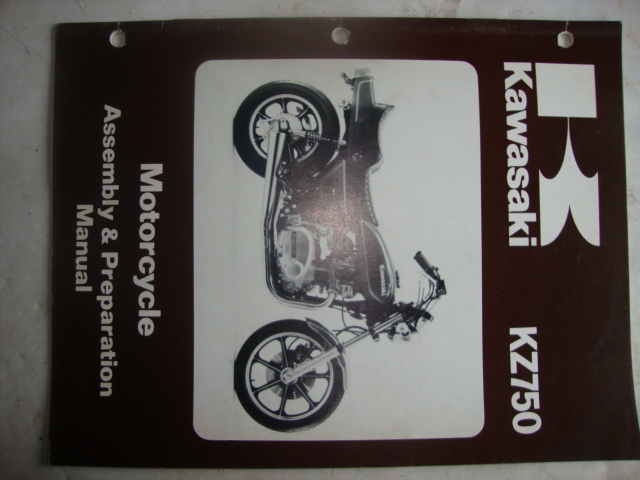 Kawasaki KZ750
Motorcycle
Assembly & Preparation
Manual